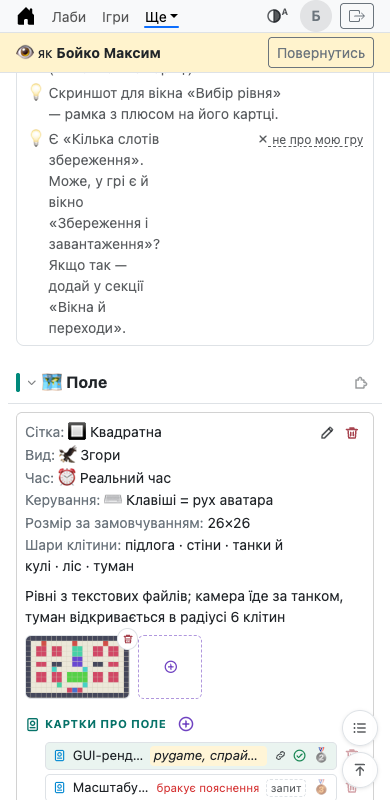 Лаби Ігри Ще A Б
як Бойко Максим Повернутись
Скриншот для вікна «Вибір рівня»
— рамка з плюсом на його картці.
Є «Кілька слотів × не про мою гру
збереження».
Може, у грі є й
вікно
«Збереження і
завантаження»?
Якщо так —
додай у секції
«Вікна й
переходи».
Поле
Сітка: Квадратна
Вид: Згори
Час: Реальний час
Керування: Клавіші = рух аватара
Розмір за замовчуванням: 26×26
Шари клітини: підлога · стіни · танки й
кулі · ліс · туман
Рівні з текстових файлів; камера їде за танком,
туман відкривається в радіусі 6 клітин
КАРТКИ ПРО ПОЛЕ
GUI-ренд... pygame, спрай...
Масштабу... бракує пояснення запит